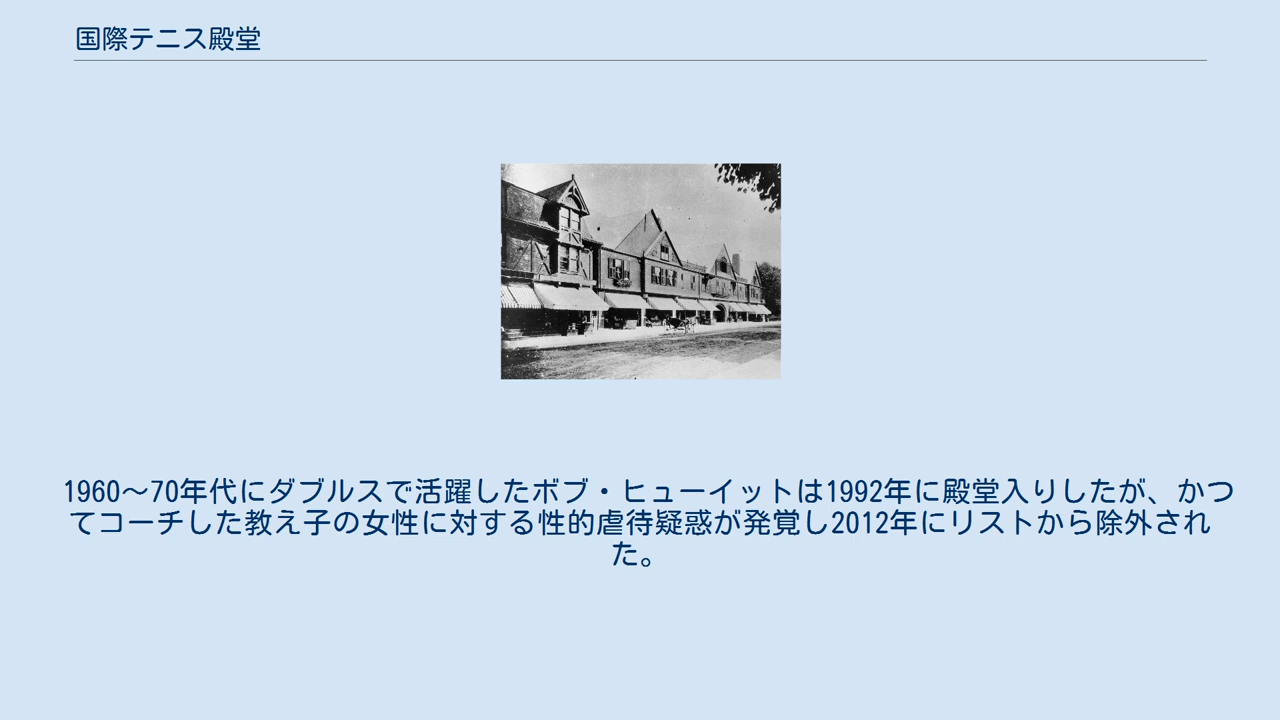 国際テニス殿堂
1960〜70年代にダブルスで活躍したボブ・ヒューイットは1992年に殿堂入りしたが、かつ
てコーチした教え子の女性に対する性的虐待疑惑が発覚し2012年にリストから除外され
た。